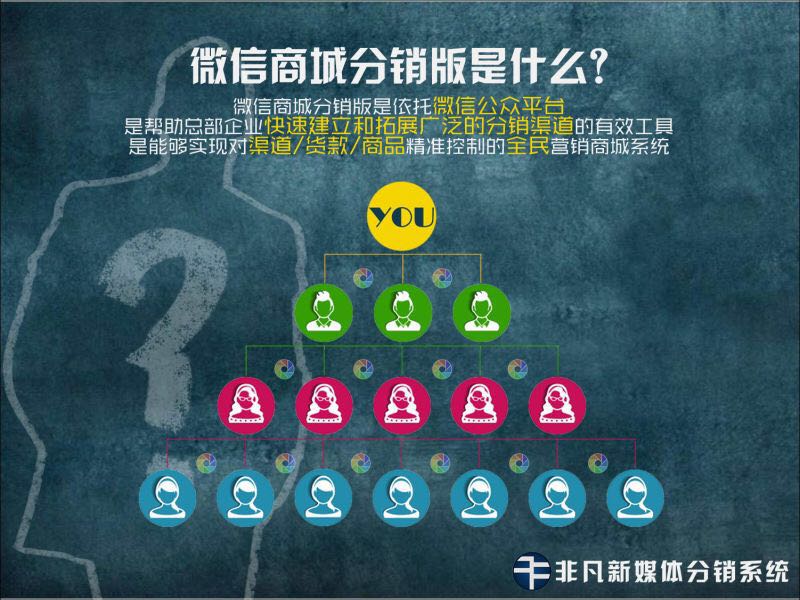 微信商城分销版是什么?
微信商城分销版是依托微信公众平台
是帮助总部企业快速建立和拓展广泛的分销渠道的有效工具
是能够实现对渠道/货款/商品精准控制的全民营销商城系统
YOU
非凡新媒体分销系统